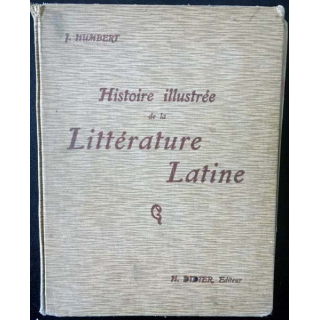 J. HUMBERT
Histoire illustrée
de la
Littérature
Latine
H. DIDIER, Éditeur